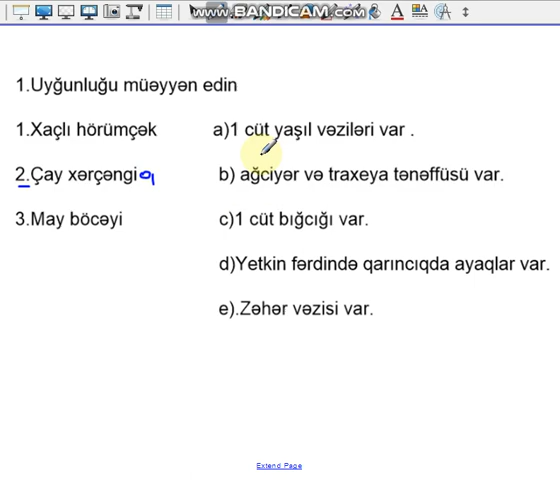 www.BANDICAM.com
1.Uyğunluğu müəyyən edin
1.Xaçlı hörümçək a)1 cüt yaşıl vəziləri var .
2.Çay xərçəngi a b) ağciyər və traxeya tənəffüsü var.
3.May böcəyi c)1 cüt bığcığı var.
d)Yetkin fərdində qarıncıqda ayaqlar var.
e).Zəhər vəzisi var.
Extend Page